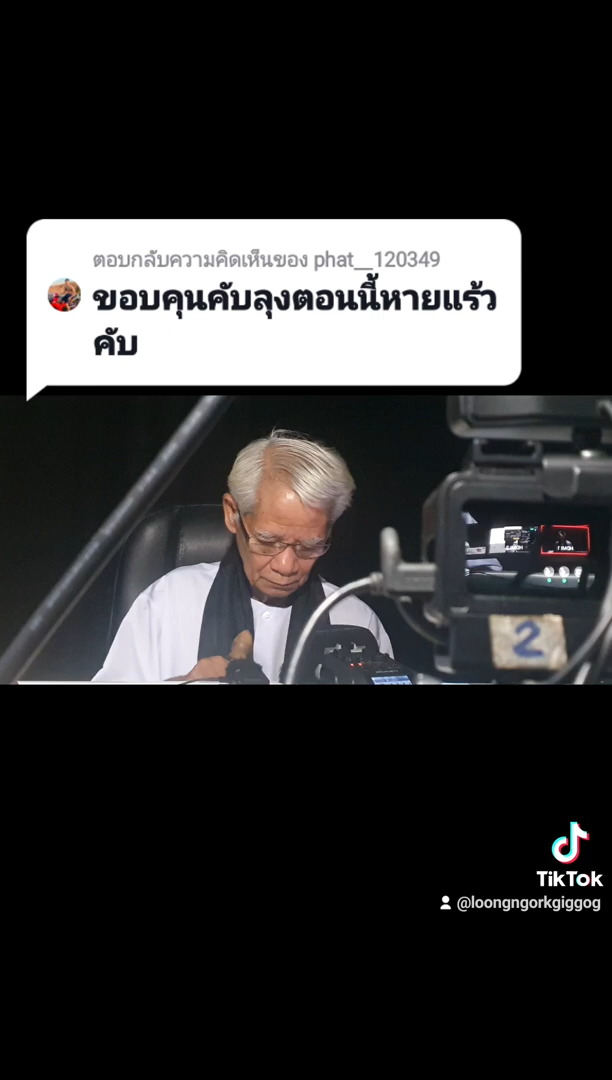 ตอบกลับความคิดเห็นของ phat__120349
ขอบคุนคับลุงตอนนี้หายแร้ว
คับ
2
TikTok
@loongngorkgiggog